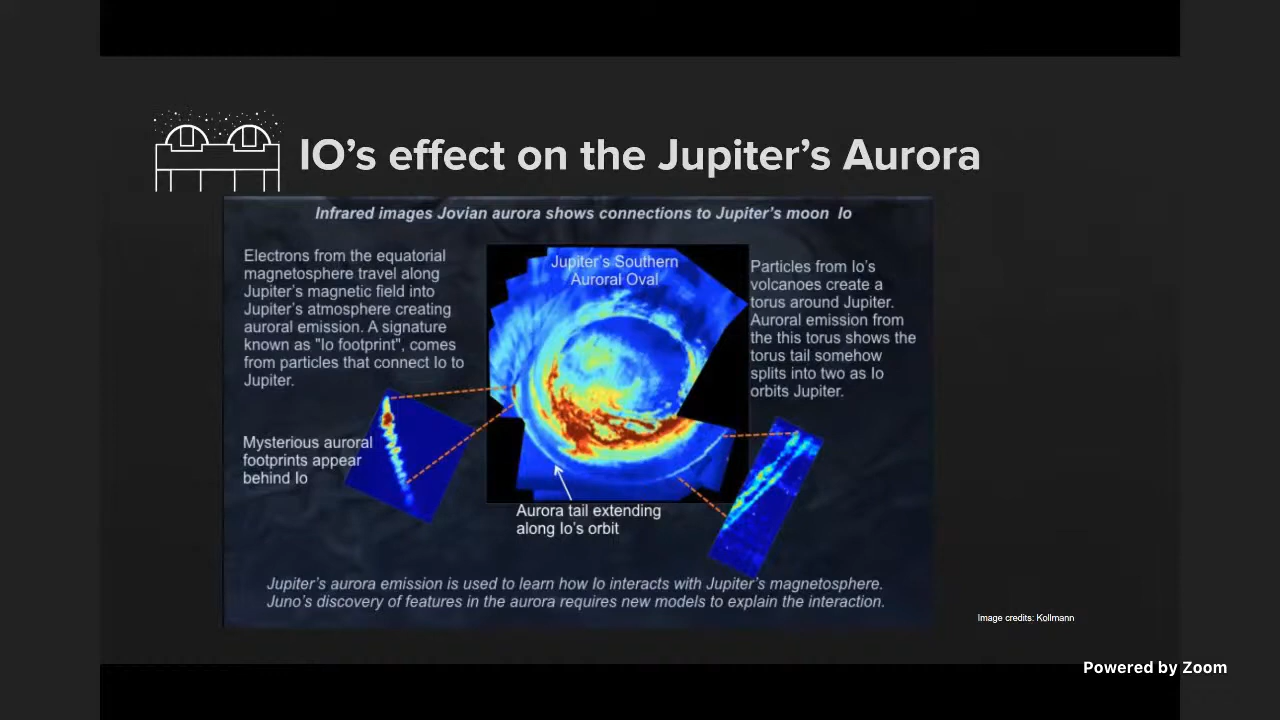 IO's effect on the Jupiter's Aurora
Infrared images Jovian aurora shows connections to Jupiter's moon Io
Electrons from the equatorial
magnetosphere travel along
Jupiter's magnetic field into
Jupiter's atmosphere creating
auroral emission. A signature
known as "Io footprint", comes
from particles that connect Io to
Jupiter.
Mysterious auroral
footprints appear
behind Io
Jupiter's Southern
Auroral Oval
Aurora tail extending
along Io's orbit
Particles from Io's
volcanoes create a
torus around Jupiter.
Auroral emission from
the this torus shows the
torus tail somehow
splits into two as Io
orbits Jupiter.
Jupiter's aurora emission is used to learn how Io interacts with Jupiter's magnetosphere.
Juno's discovery of features in the aurora requires new models to explain the interaction.
Image credits: Kollmann
Powered by Zoom